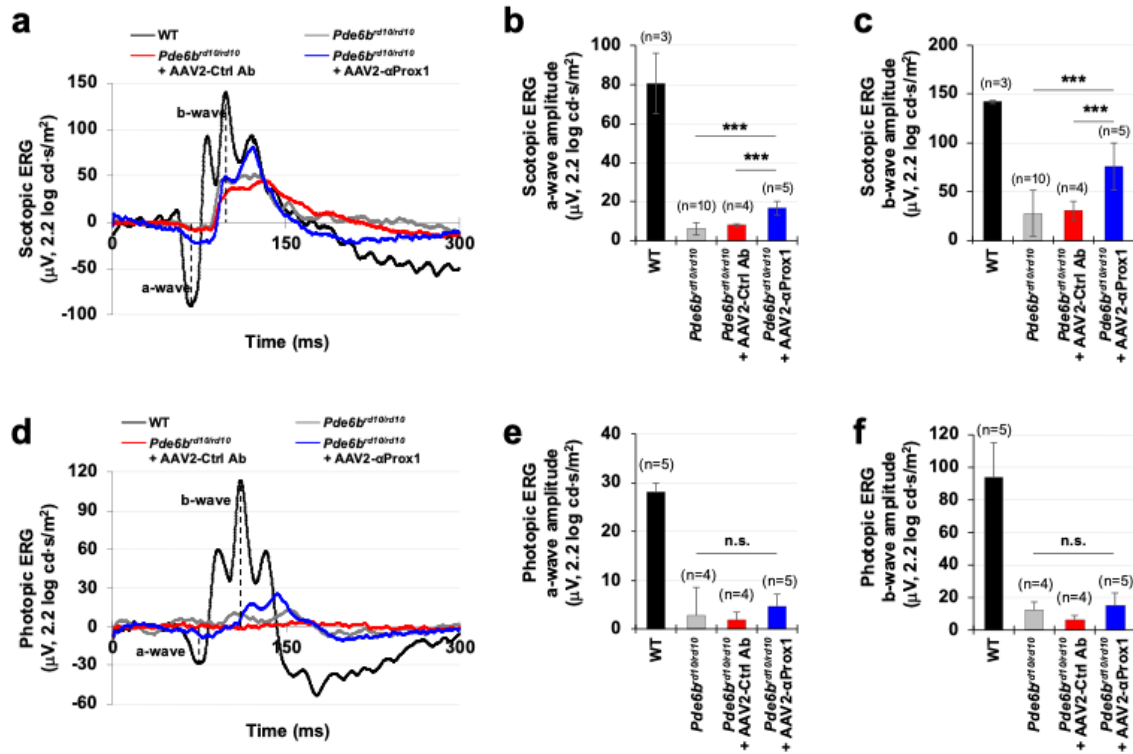 a
WT
Pde6b^rd10/rd10
Pde6b^rd10/rd10
+ AAV2-Ctrl Ab
Pde6b^rd10/rd10
+ AAV2-αProx1
Scotopic ERG
(μV, 2.2 log cd·s/m2)
150
100
50
0
-50
-100
b-wave
a-wave
0
150
300
Time (ms)
b
Scotopic ERG
a-wave amplitude
(μV, 2.2 log cd·s/m²)
100
80
60
40
20
0
(n=3)
(n=10)
(n=4)
(n=5)
***
***
WT
Pde6b^rd10/rd10
Pde6b^rd10/rd10
+ AAV2-Ctrl Ab
Pde6b^rd10/rd10
+ AAV2-αProx1
c
Scotopic ERG
b-wave amplitude
(μV, 2.2 log cd·s/m²)
200
150
100
50
0
(n=3)
(n=10)
(n=4)
(n=5)
***
***
WT
Pde6b^rd10/rd10
Pde6b^rd10/rd10
+ AAV2-Ctrl Ab
Pde6b^rd10/rd10
+ AAV2-αProx1
d
WT
Pde6b^rd10/rd10
Pde6b^rd10/rd10
+ AAV2-Ctrl Ab
Pde6b^rd10/rd10
+ AAV2-αProx1
Photopic ERG
(μV, 2.2 log cd·s/m²)
120
90
60
30
0
-30
-60
b-wave
a-wave
0
150
300
Time (ms)
e
Photopic ERG
a-wave amplitude
(μV, 2.2 log cd·s/m²)
40
30
20
10
0
(n=5)
(n=4)
(n=4)
(n=5)
n.s.
WT
Pde6b^rd10/rd10
Pde6b^rd10/rd10
+ AAV2-Ctrl Ab
Pde6b^rd10/rd10
+ AAV2-αProx1
f
Photopic ERG
b-wave amplitude
(μV, 2.2 log cd·s/m²)
120
100
80
60
40
20
0
(n=5)
(n=4)
(n=4)
(n=5)
n.s.
WT
Pde6b^rd10/rd10
Pde6b^rd10/rd10
+ AAV2-Ctrl Ab
Pde6b^rd10/rd10
+ AAV2-αProx1